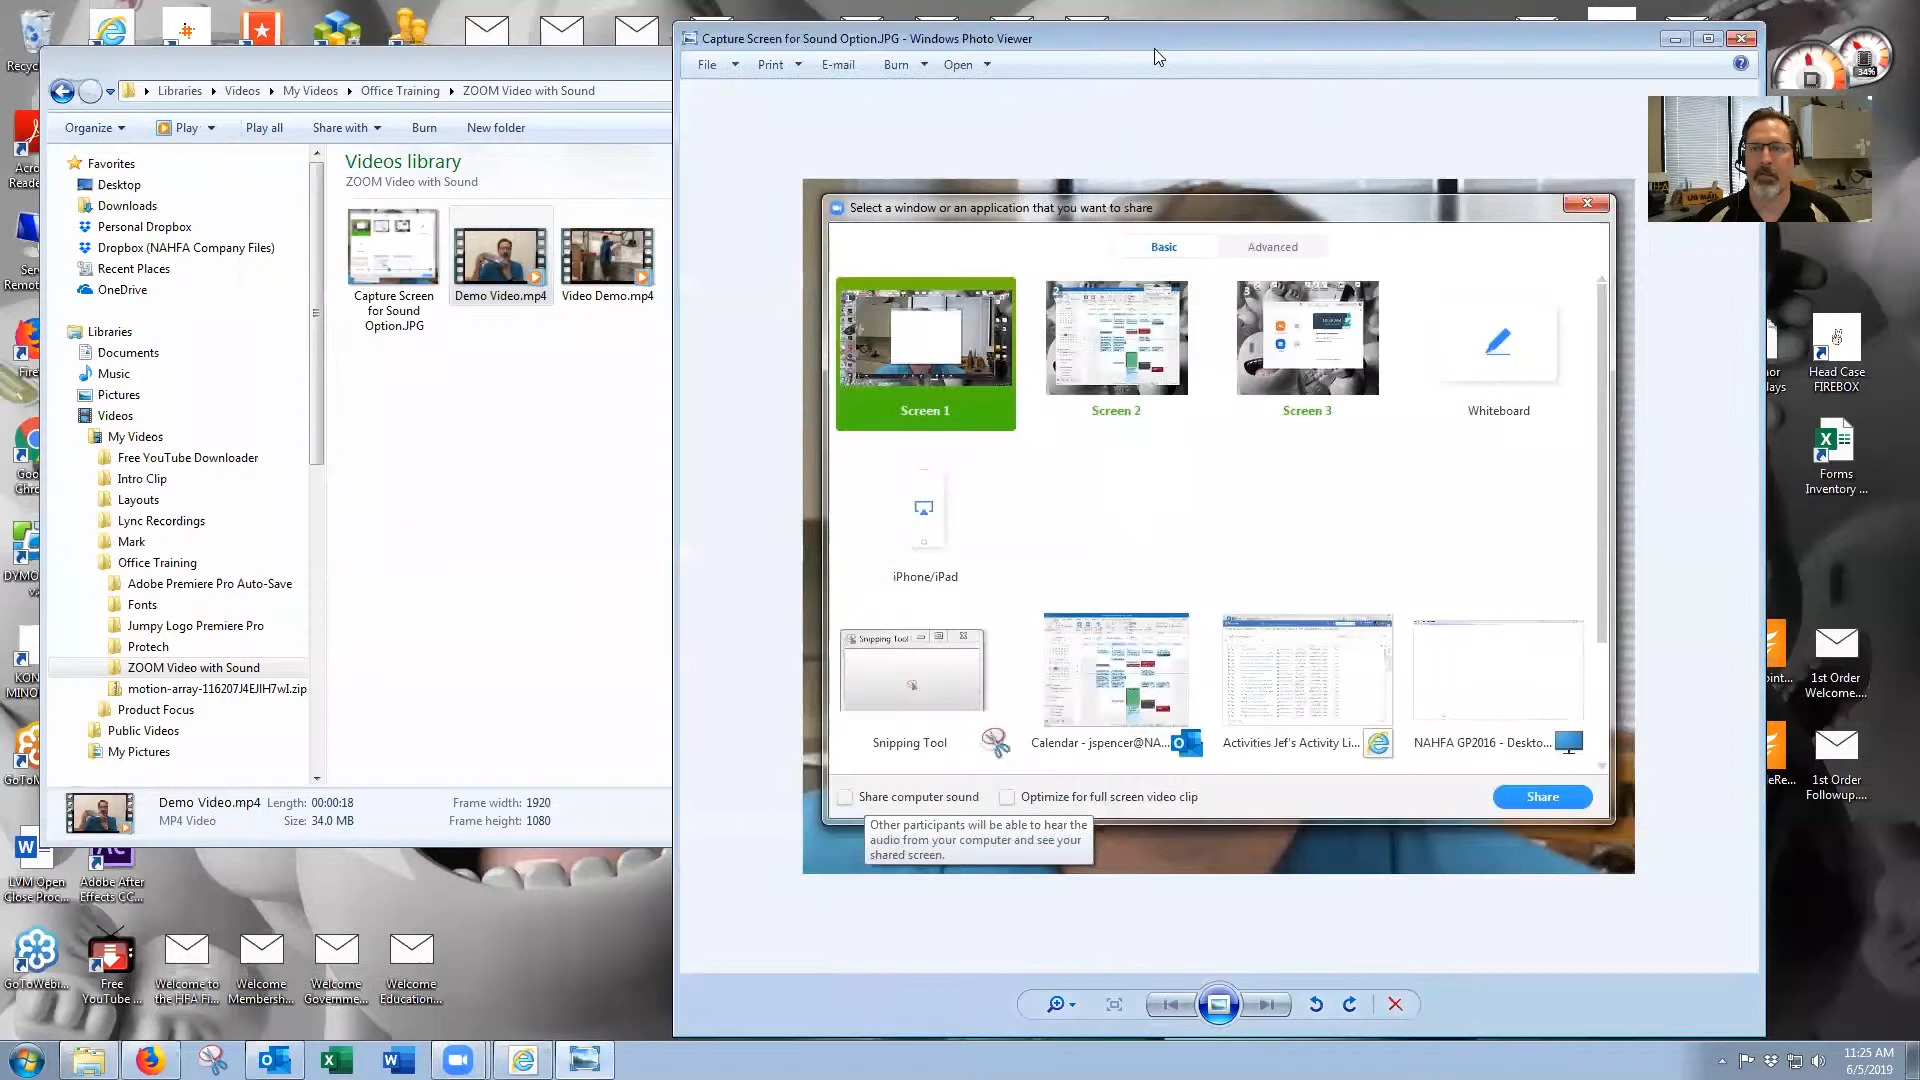 Capture Screen for Sound Option.JPG - Windows Photo Viewer
File Print E-mail Burn Open
Libraries Videos My Videos Office Training ZOOM Video with Sound
Organize Play Play all Share with Burn New folder
Favorites
Desktop
Downloads
Personal Dropbox
Dropbox (NAHFA Company Files)
Recent Places
OneDrive
Libraries
Documents
Music
Pictures
Videos
My Videos
Free YouTube Downloader
Intro Clip
Layouts
Lync Recordings
Mark
Office Training
Adobe Premiere Pro Auto-Save
Fonts
Jumpy Logo Premiere Pro
Protech
ZOOM Video with Sound
motion-array-116207J4EJIH7wI.zip
Product Focus
Public Videos
My Pictures
Videos library
ZOOM Video with Sound
Capture Screen
for Sound
Option.JPG
Demo Video.mp4
Video Demo.mp4
Demo Video.mp4 Length: 00:00:18 Frame width: 1920
MP4 Video Size: 34.0 MB Frame height: 1080
Select a window or an application that you want to share
Basic Advanced
1
2
3
Screen 1 Screen 2 Screen 3 Whiteboard
iPhone/iPad
Snipping Tool
Snipping Tool Calendar - jspencer@NA... Activities Jef's Activity Li... NAHFA GP2016 - Deskto...
Share computer sound Optimize for full screen video clip Share
Other participants will be able to hear the
audio from your computer and see your
shared screen.
34%
Head Case
FIREBOX
Forms
Inventory ...
1st Order
Welcome....
1st Order
Followup....
LVM Open
Close Proc...
Adobe After
Effects CC...
GoToWebi...
Free
YouTube ...
Welcome to
the HFA Fi...
Welcome
Membersh...
Welcome
Governme...
Welcome
Education...
11:25 AM
6/5/2019